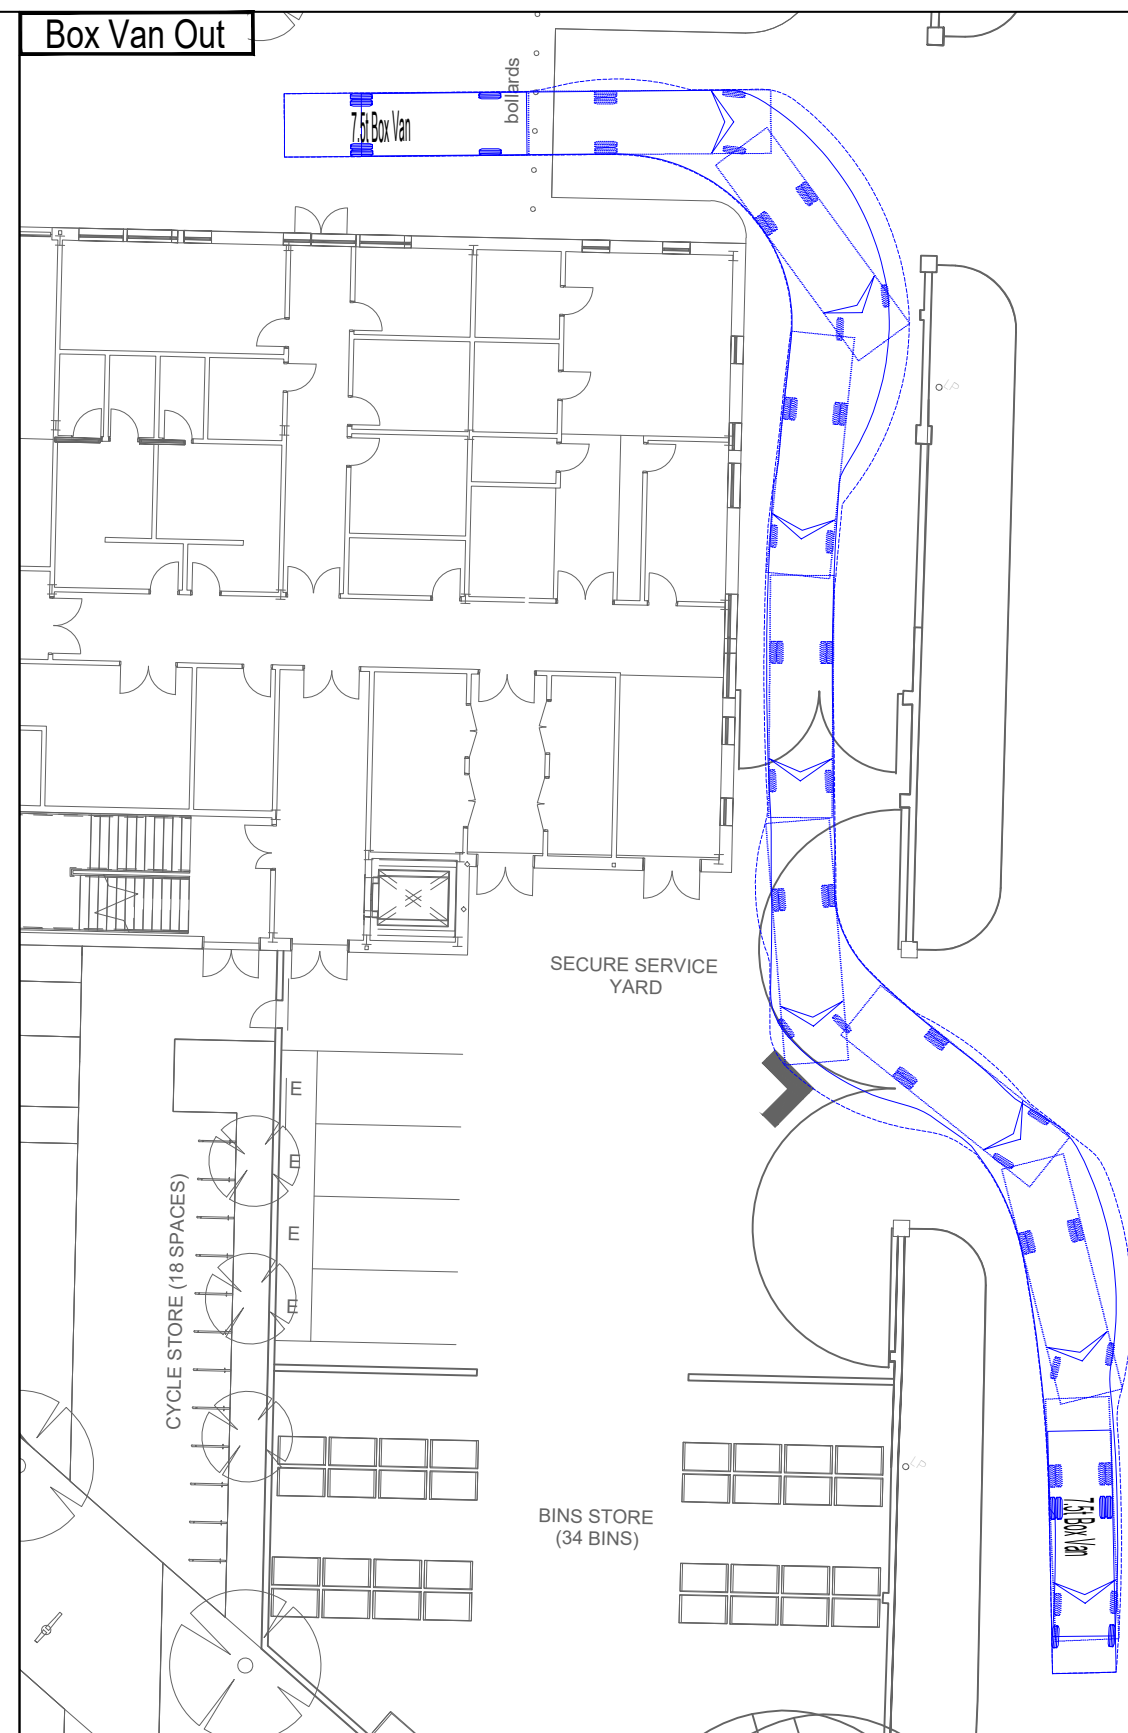 Box Van Out
bollards
7.5t Box Van
SECURE SERVICE
YARD
E
E
E
E
CYCLE STORE (18 SPACES)
BINS STORE
(34 BINS)
7.5t Box Van